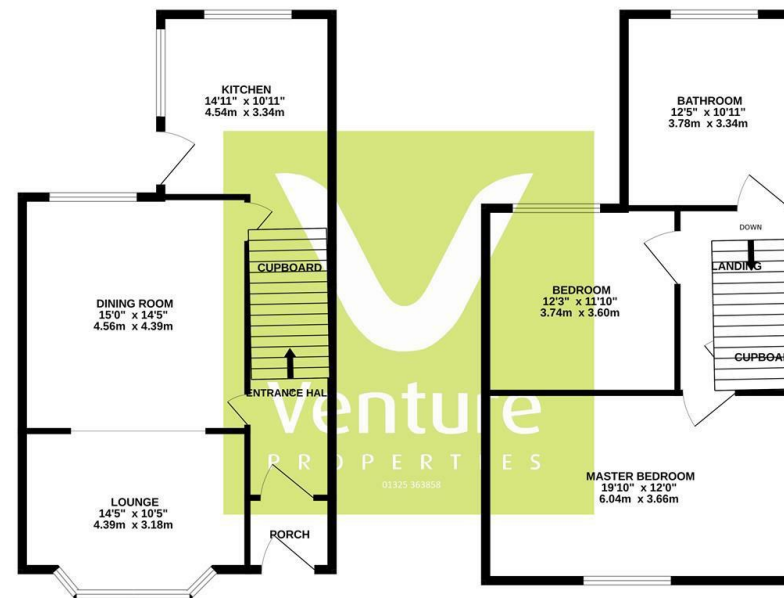 KITCHEN
14'11" x 10'11"
4.54m x 3.34m
CUPBOARD
DINING ROOM
15'0" x 14'5"
4.56m x 4.39m
ENTRANCE HAL
LOUNGE
14'5" x 10'5"
4.39m x 3.18m
PORCH
BATHROOM
12'5" x 10'11"
3.78m x 3.34m
DOWN
LANDING
BEDROOM
12'3" x 11'10"
3.74m x 3.60m
CUPBOA
MASTER BEDROOM
19'10" x 12'0"
6.04m x 3.66m
Venture
PROPERTIES
01325 363858